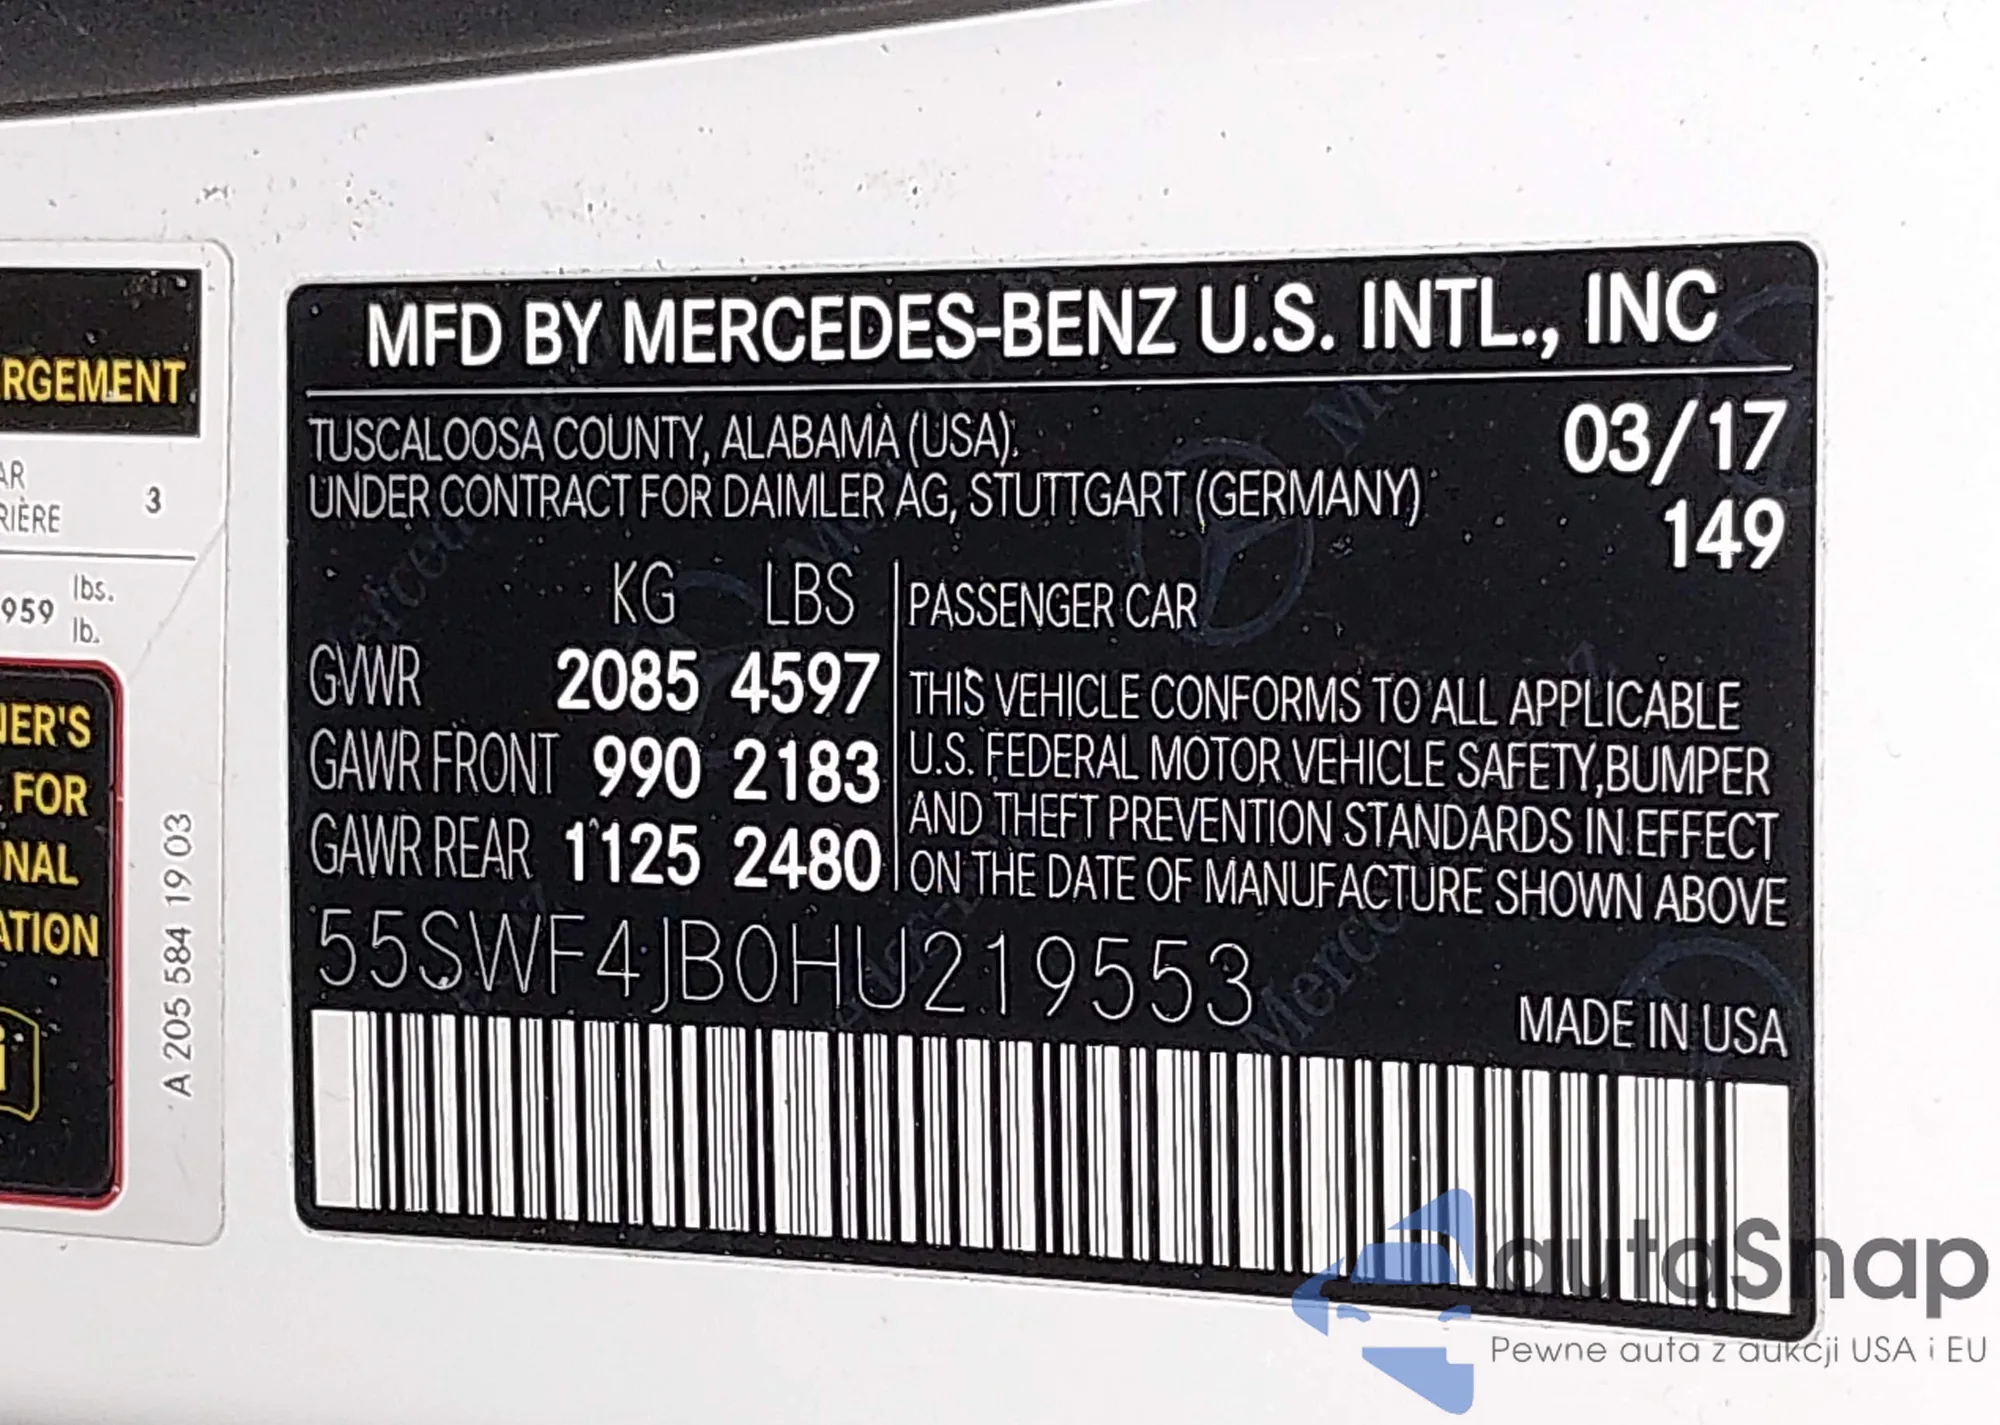 RGEMENT
AR
RIÈRE 3
959 lbs.
lb.
NER'S
FOR
NAL
ATION
i
A 205 584 19 03
MFD BY MERCEDES-BENZ U.S. INTL., INC
TUSCALOOSA COUNTY, ALABAMA (USA). 03/17
UNDER CONTRACT FOR DAIMLER AG, STUTTGART (GERMANY) 149
KG LBS
GVWR 2085 4597
GAWR FRONT 990 2183
GAWR REAR 1125 2480
PASSENGER CAR
THIS VEHICLE CONFORMS TO ALL APPLICABLE
U.S. FEDERAL MOTOR VEHICLE SAFETY,BUMPER
AND THEFT PREVENTION STANDARDS IN EFFECT
ON THE DATE OF MANUFACTURE SHOWN ABOVE
55SWF4JB0HU219553
MADE IN USA
autaSnap
Pewne auta z aukcji USA i EU